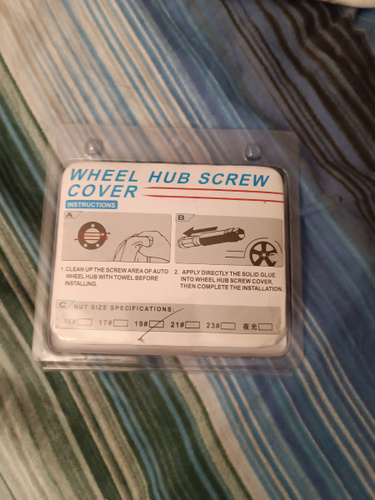 WHEEL HUB SCREW
COVER
INSTRUCTIONS
A
B
1.CLEAN UP THE SCREW AREA OF AUTO
WHEEL HUB WITH TOWEL BEFORE
INSTALLING.
2. APPLY DIRECTLY THE SOLID GLUE
INTO WHEEL HUB SCREW COVER,
THEN COMPLETE THE INSTALLATION.
C NUT SIZE SPECIFICATIONS:
17# 19# 21# 23# 夜光